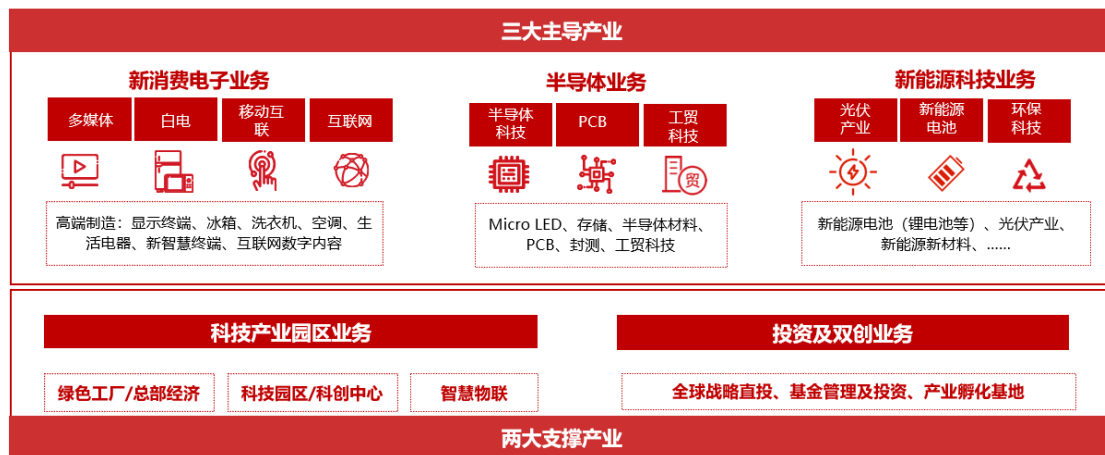 三大主导产业
新消费电子业务
多媒体
白电
移动互
联
互联网
高端制造：显示终端、冰箱、洗衣机、空调、生
活电器、新智慧终端、互联网数字内容
半导体业务
半导体
科技
PCB
工贸
科技
贸
Micro LED、存储、半导体材料、
PCB、封测、工贸科技
新能源科技业务
光伏
产业
新能源
电池
环保
科技
新能源电池（锂电池等）、光伏产业、
新能源新材料、……
科技产业园区业务
绿色工厂/总部经济
科技园区/科创中心
智慧物联
投资及双创业务
全球战略直投、基金管理及投资、产业孵化基地
两大支撑产业